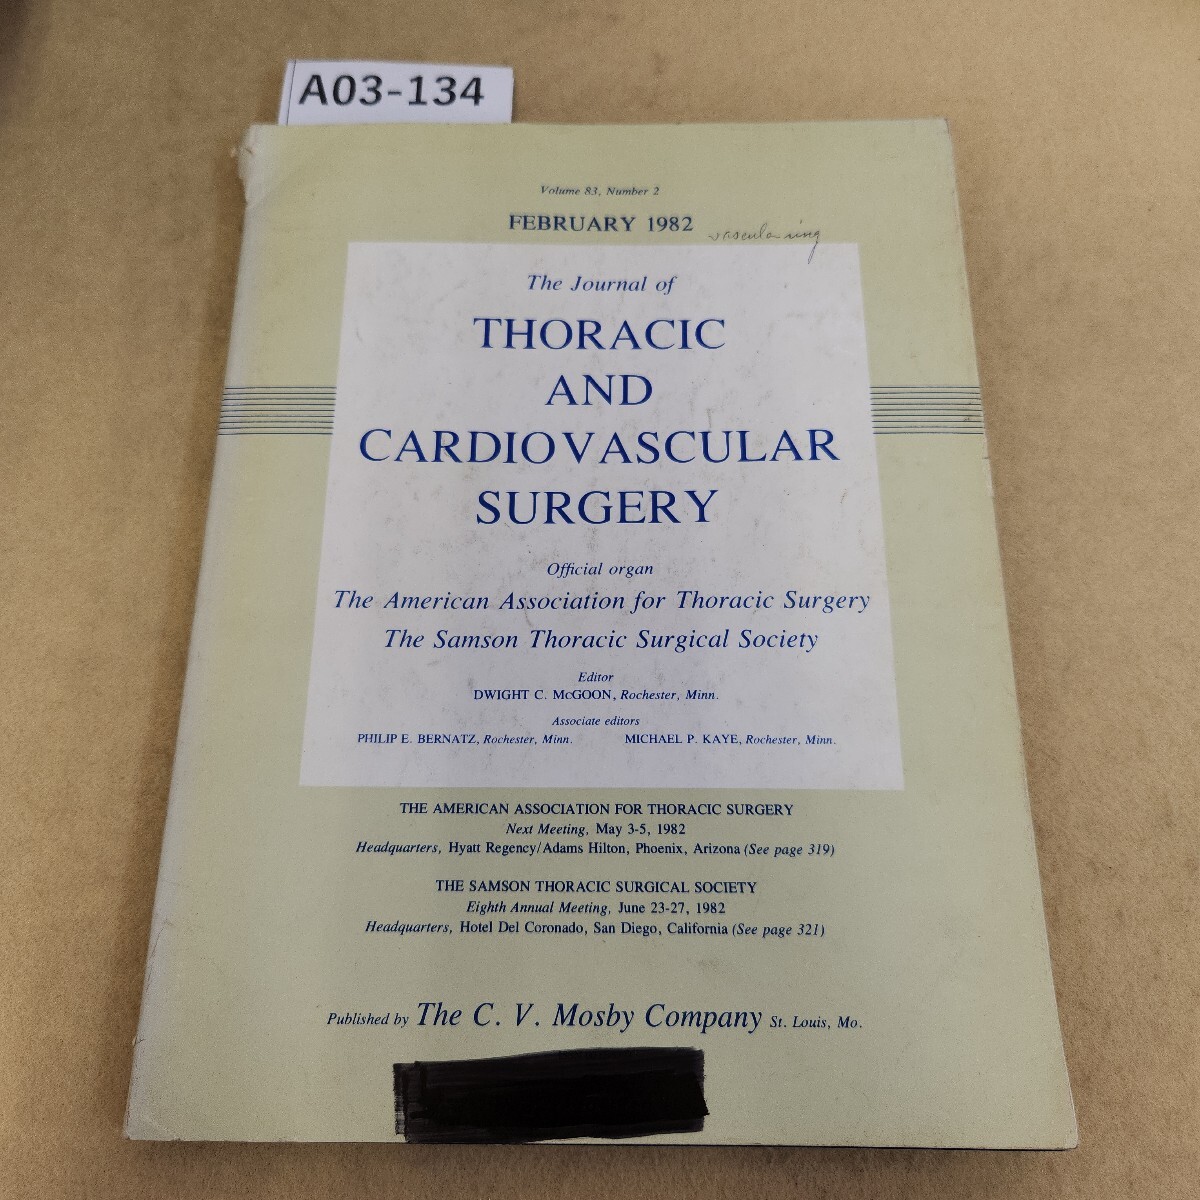 A03-134
Volume 83, Number 2
FEBRUARY 1982
vascular ring
The Journal of
THORACIC
AND
CARDIOVASCULAR
SURGERY
Official organ
The American Association for Thoracic Surgery
The Samson Thoracic Surgical Society
Editor
DWIGHT C. McGOON, Rochester, Minn.
Associate editors
PHILIP E. BERNATZ, Rochester, Minn. MICHAEL P. KAYE, Rochester, Minn.
THE AMERICAN ASSOCIATION FOR THORACIC SURGERY
Next Meeting, May 3-5, 1982
Headquarters, Hyatt Regency/Adams Hilton, Phoenix, Arizona (See page 319)
THE SAMSON THORACIC SURGICAL SOCIETY
Eighth Annual Meeting, June 23-27, 1982
Headquarters, Hotel Del Coronado, San Diego, California (See page 321)
Published by The C. V. Mosby Company St. Louis, Mo.